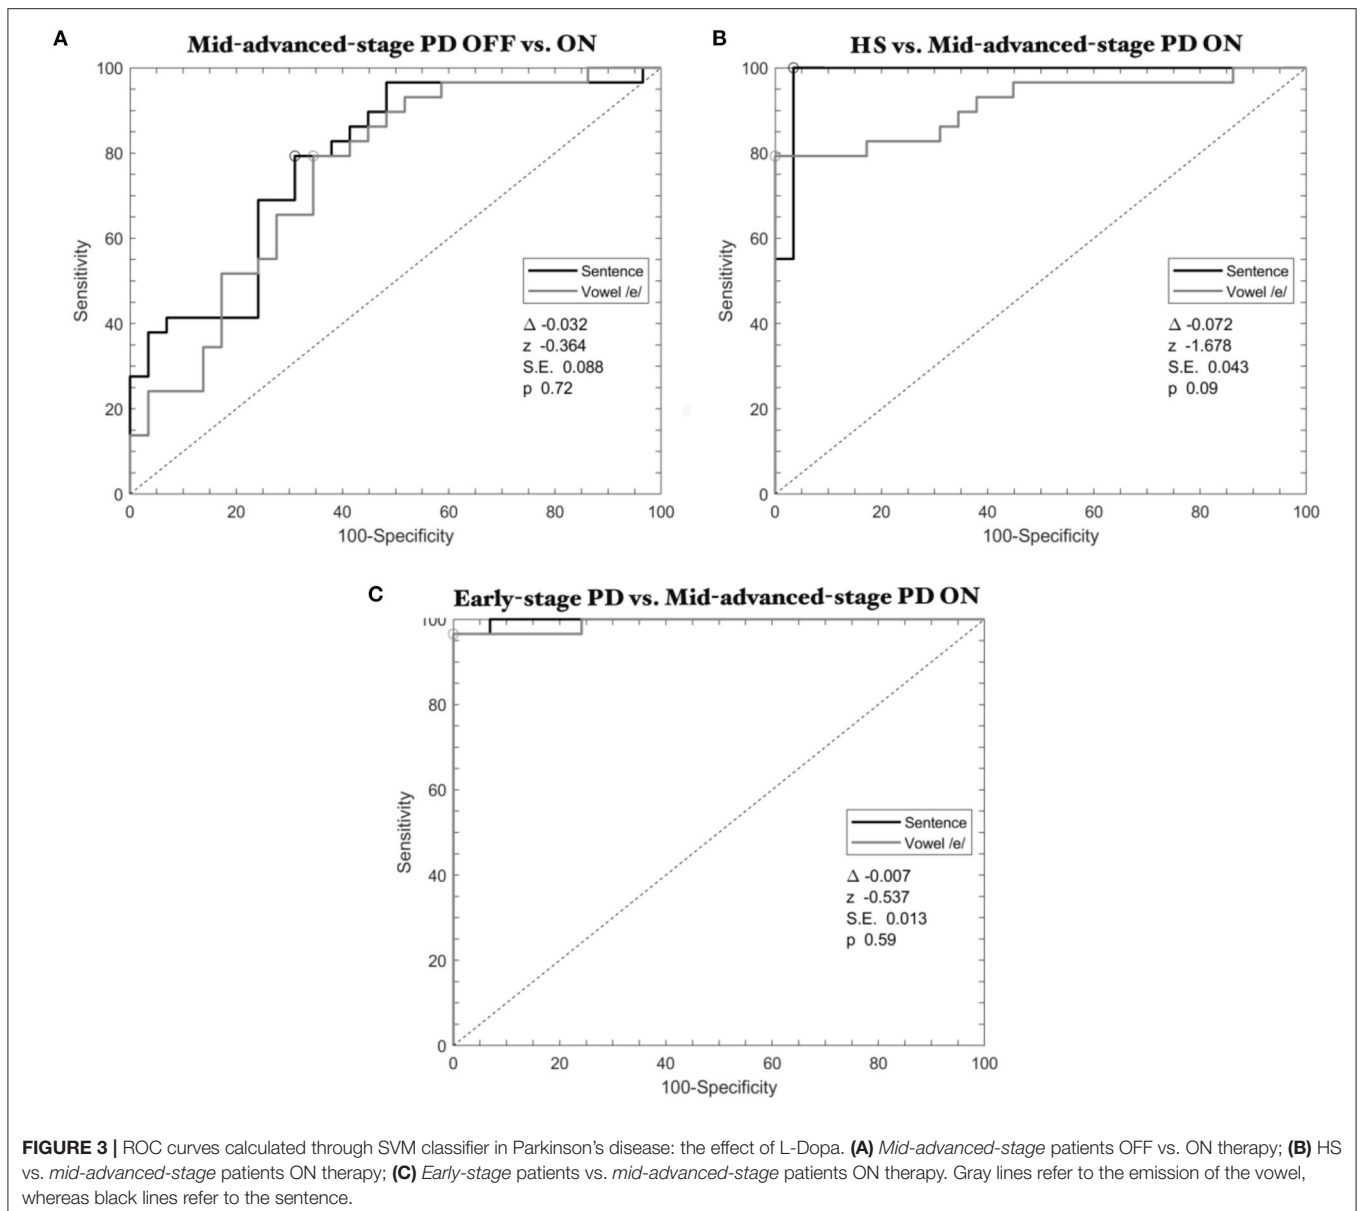 A
Mid-advanced-stage PD OFF vs. ON
100
80
60
40
20
0
Sensitivity
0 20 40 60 80 100
100-Specificity
Sentence
Vowel /e/
Δ -0.032
z -0.364
S.E. 0.088
p 0.72
B
HS vs. Mid-advanced-stage PD ON
100
80
60
40
20
0
Sensitivity
0 20 40 60 80 100
100-Specificity
Sentence
Vowel /e/
Δ -0.072
z -1.678
S.E. 0.043
p 0.09
C
Early-stage PD vs. Mid-advanced-stage PD ON
100
80
60
40
20
0
Sensitivity
0 20 40 60 80 100
100-Specificity
Sentence
Vowel /e/
Δ -0.007
z -0.537
S.E. 0.013
p 0.59
FIGURE 3 | ROC curves calculated through SVM classifier in Parkinson's disease: the effect of L-Dopa. (A) Mid-advanced-stage patients OFF vs. ON therapy; (B) HS
vs. mid-advanced-stage patients ON therapy; (C) Early-stage patients vs. mid-advanced-stage patients ON therapy. Gray lines refer to the emission of the vowel,
whereas black lines refer to the sentence.